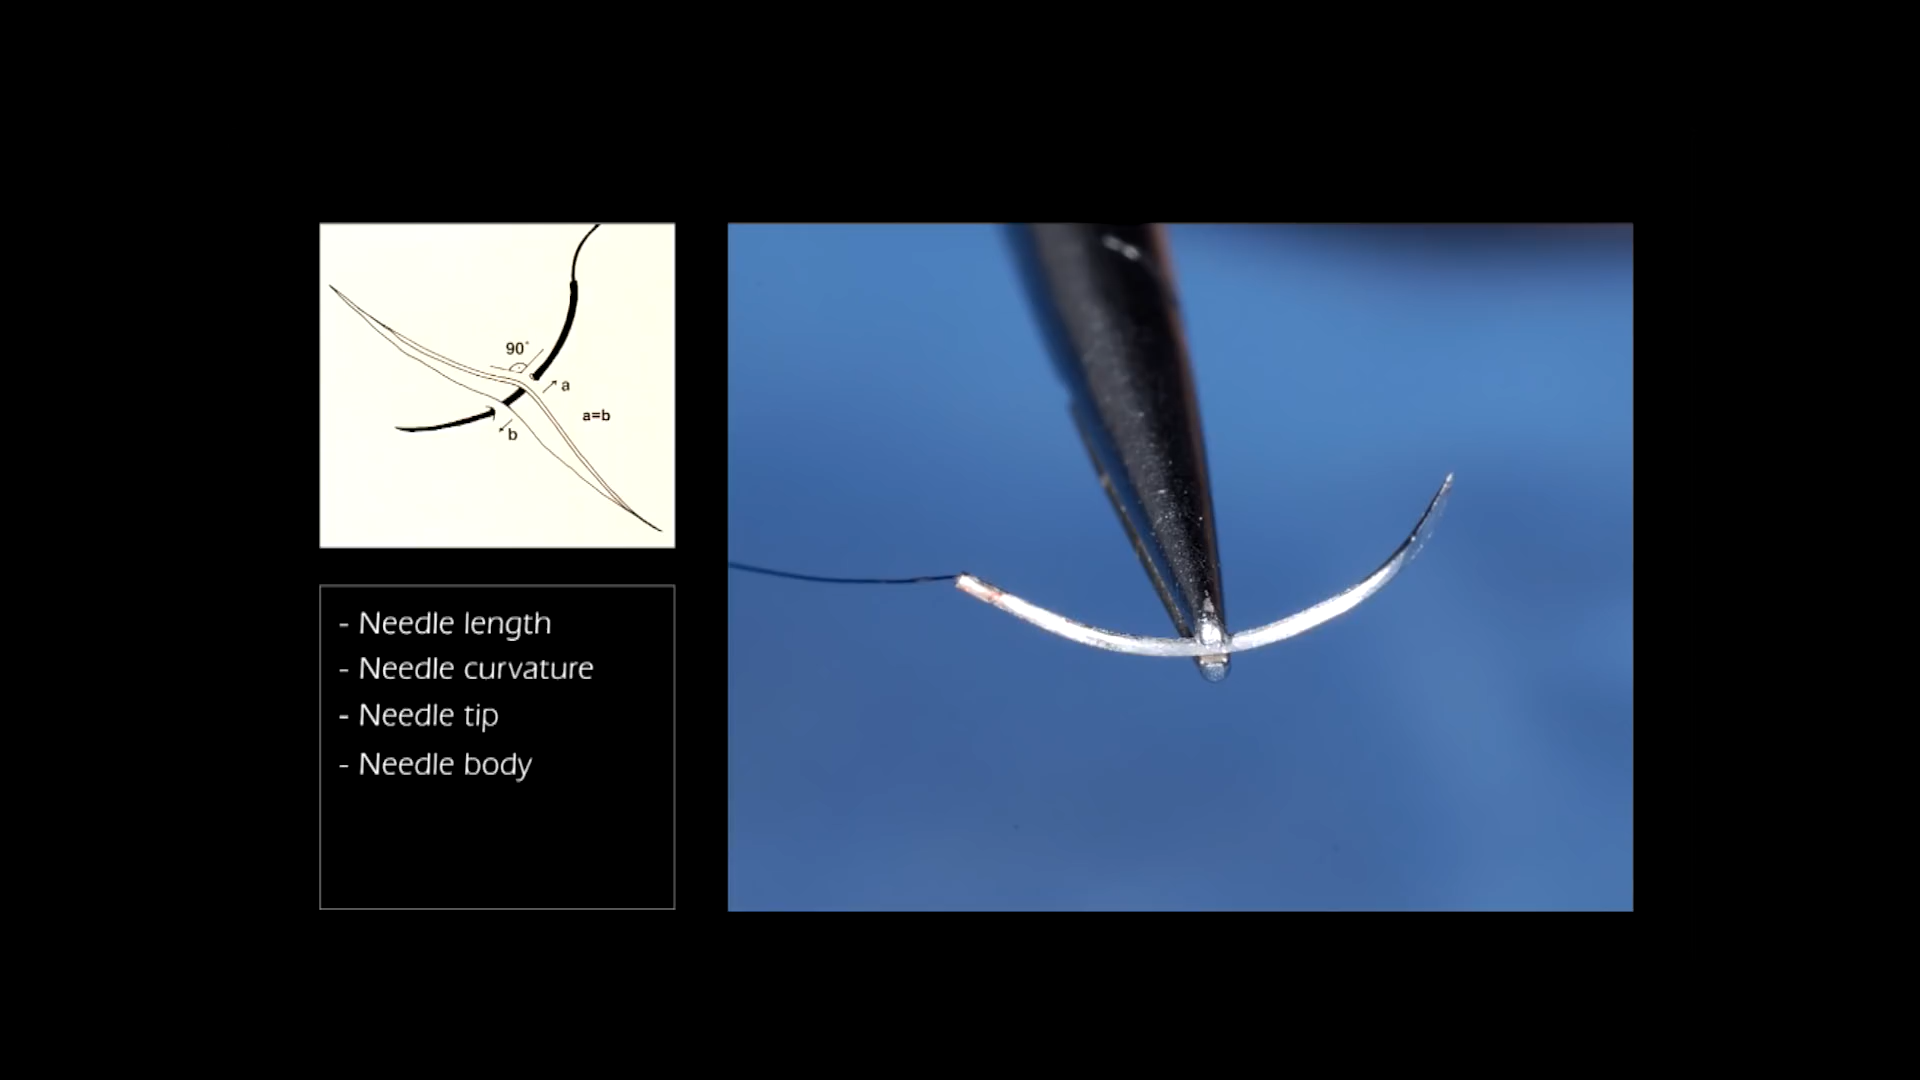 90°
a
a=b
b
- Needle length
- Needle curvature
- Needle tip
- Needle body